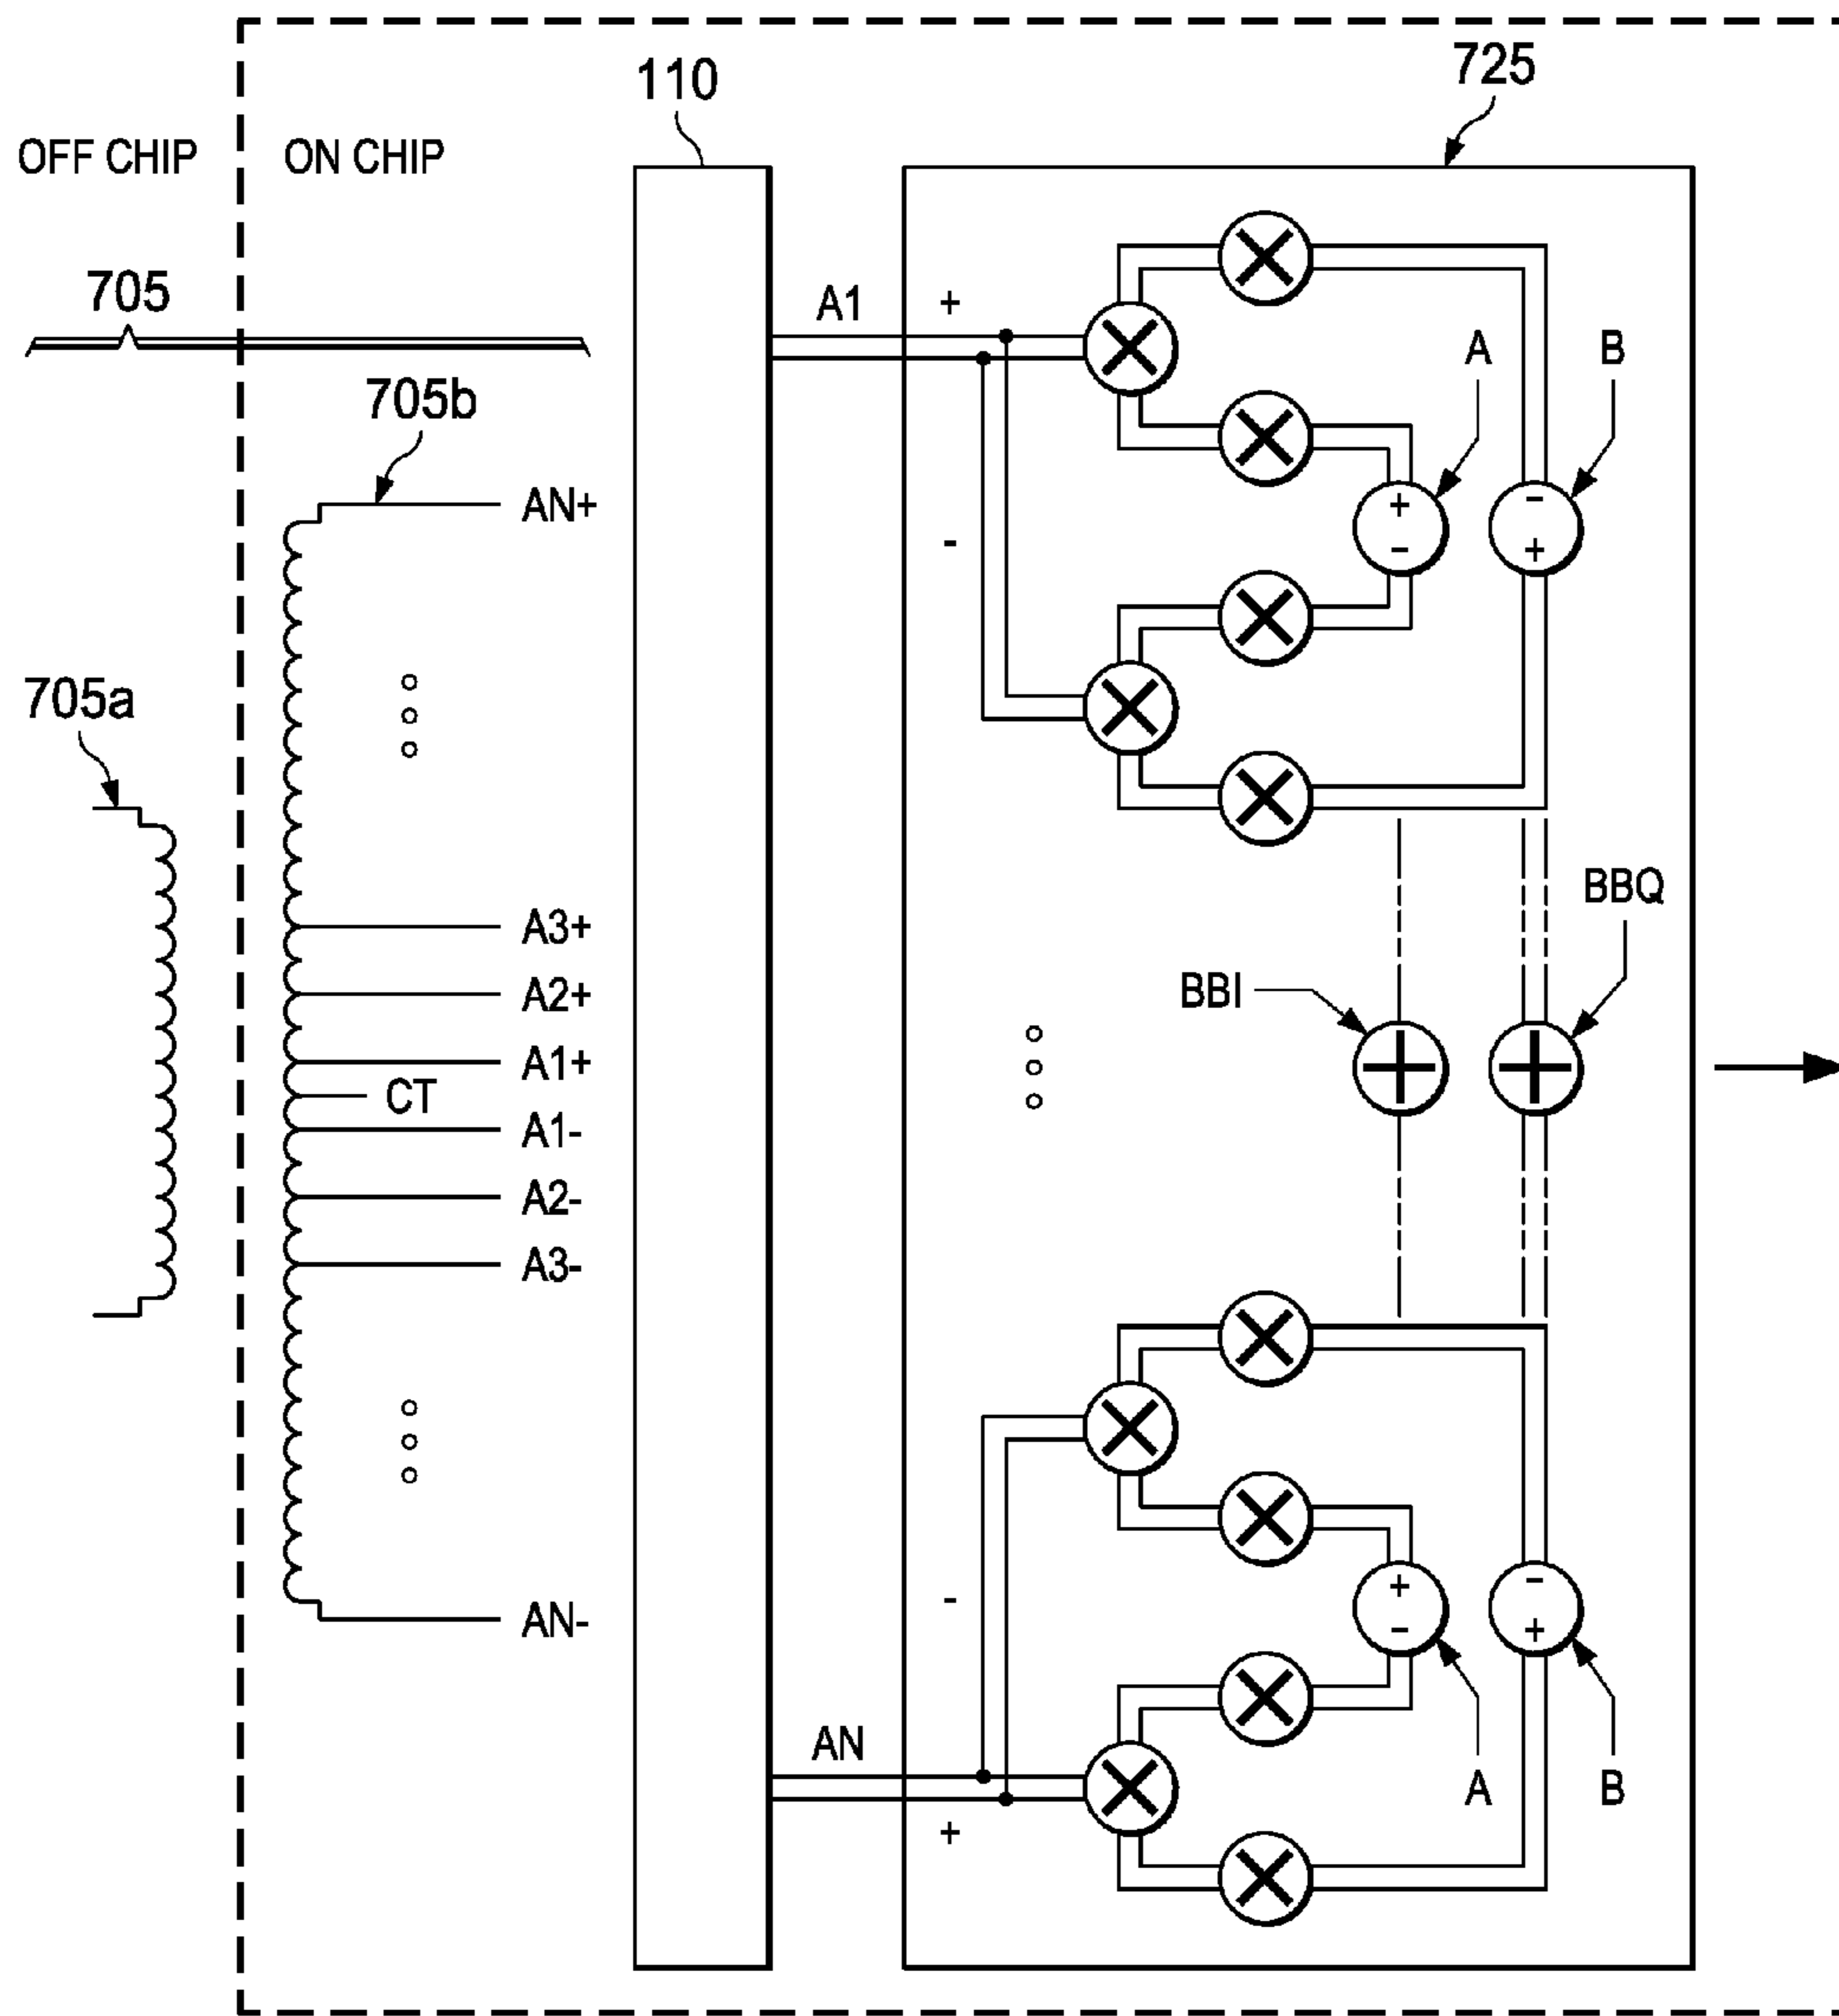 OFF CHIP
ON CHIP
110
725
705
705b
705a
AN+
A3+
A2+
A1+
CT
A1-
A2-
A3-
AN-
A1
+
-
A
B
+
-
-
+
BBQ
BBI
-
+
-
-
+
AN
+
A
B